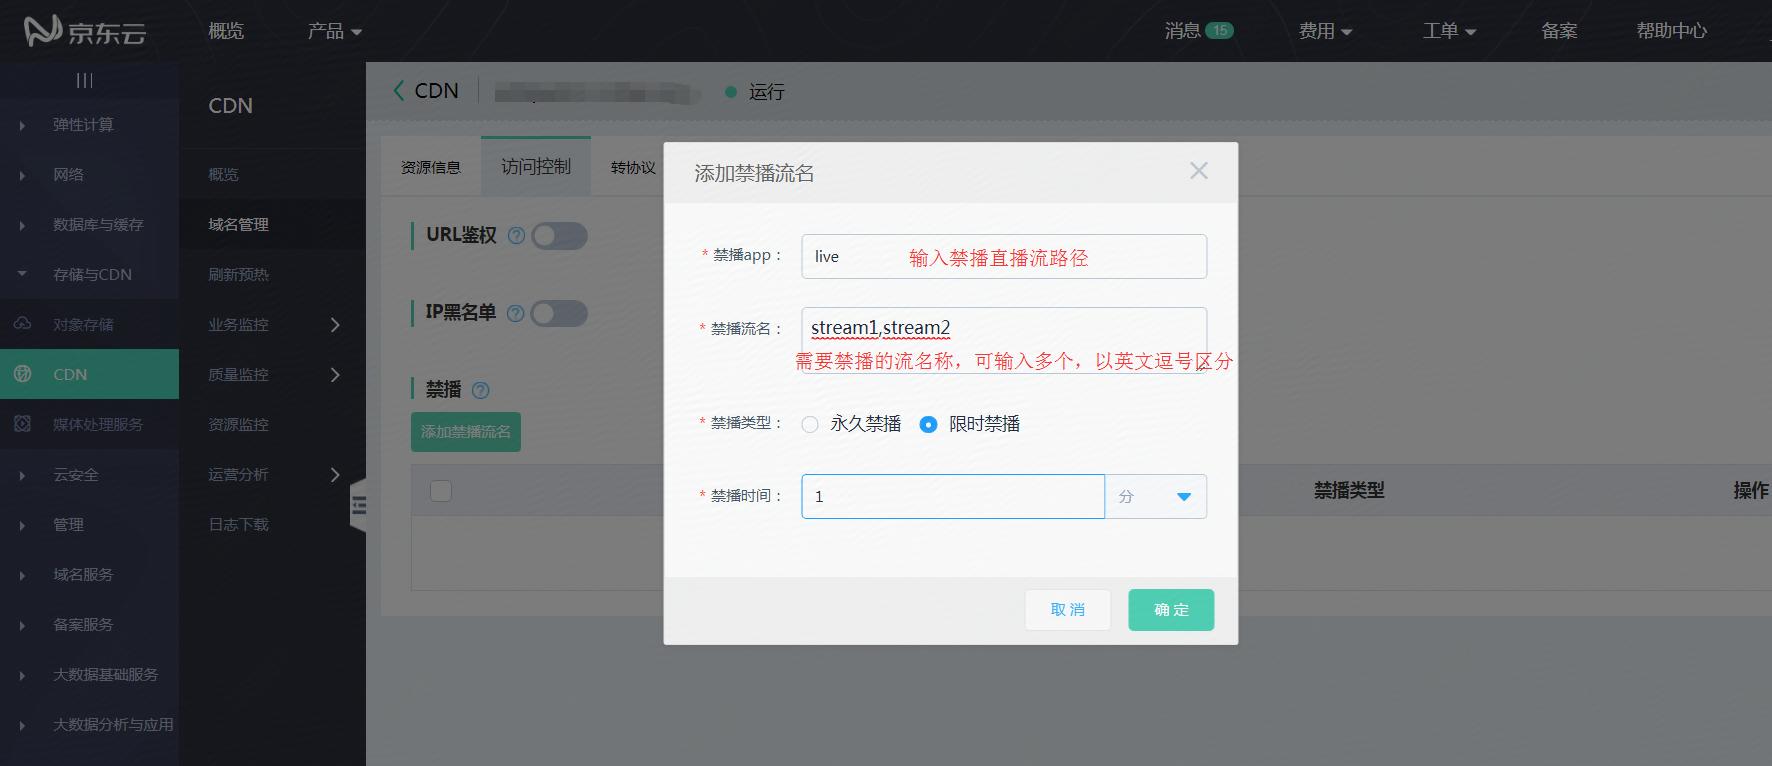 京东云
概览
产品
消息 15
费用
工单
备案
帮助中心
弹性计算
网络
数据库与缓存
存储与CDN
对象存储
CDN
媒体处理服务
云安全
管理
域名服务
备案服务
大数据基础服务
大数据分析与应用
CDN
概览
域名管理
刷新预热
业务监控
质量监控
资源监控
运营分析
日志下载
CDN
运行
资源信息
访问控制
转协议
URL鉴权 ?
IP黑名单 ?
禁播 ?
添加禁播流名
禁播类型
操作
添加禁播流名
* 禁播app： live 输入禁播直播流路径
* 禁播流名： stream1,stream2
需要禁播的流名称，可输入多个，以英文逗号区分
* 禁播类型： 永久禁播 限时禁播
* 禁播时间： 1 分
取消
确定